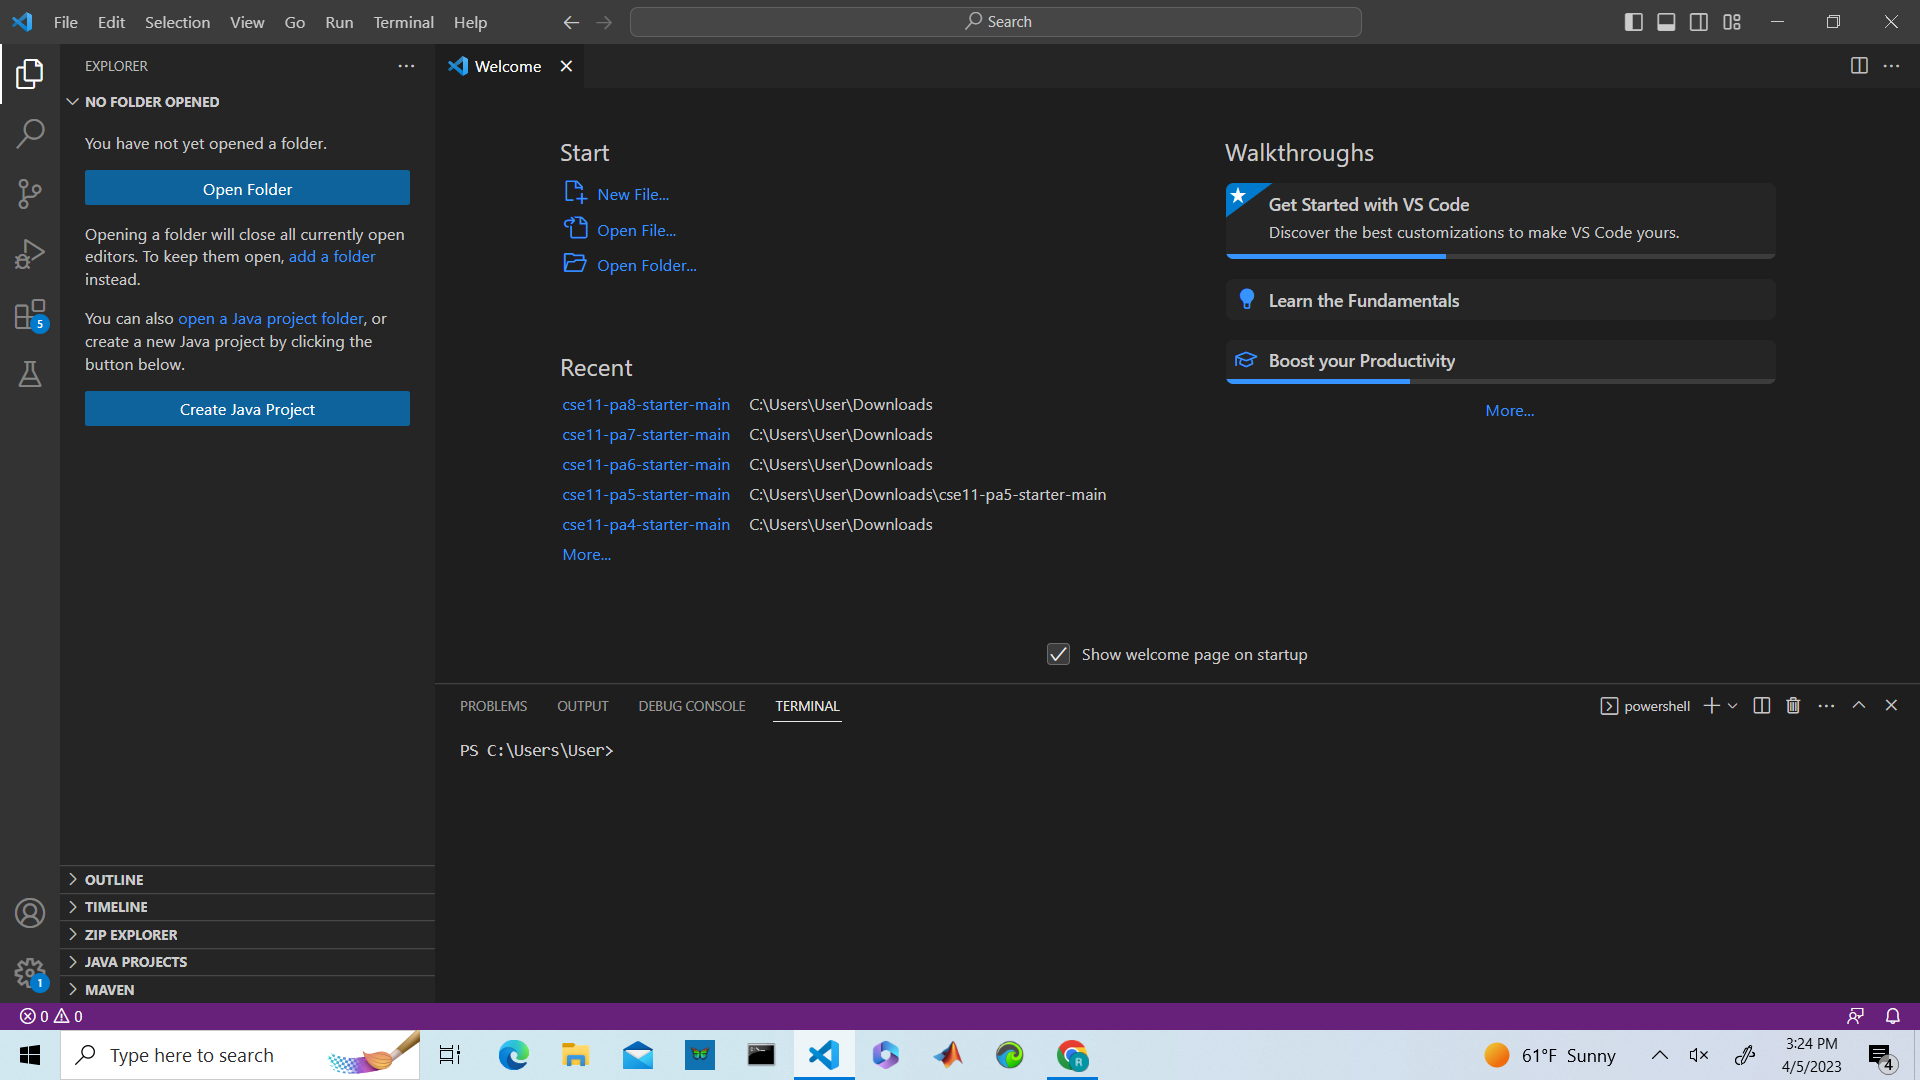 File Edit Selection View Go Run Terminal Help
Search
EXPLORER
NO FOLDER OPENED
You have not yet opened a folder.
Open Folder
Opening a folder will close all currently open
editors. To keep them open, add a folder
instead.
You can also open a Java project folder, or
create a new Java project by clicking the
button below.
Create Java Project
5
OUTLINE
TIMELINE
ZIP EXPLORER
JAVA PROJECTS
MAVEN
1
Welcome
Start
New File...
Open File...
Open Folder...
Recent
cse11-pa8-starter-main C:\Users\User\Downloads
cse11-pa7-starter-main C:\Users\User\Downloads
cse11-pa6-starter-main C:\Users\User\Downloads
cse11-pa5-starter-main C:\Users\User\Downloads\cse11-pa5-starter-main
cse11-pa4-starter-main C:\Users\User\Downloads
More...
Walkthroughs
Get Started with VS Code
Discover the best customizations to make VS Code yours.
Learn the Fundamentals
Boost your Productivity
More...
Show welcome page on startup
PROBLEMS OUTPUT DEBUG CONSOLE TERMINAL
powershell
PS C:\Users\User>
0 0
Type here to search
R
61°F Sunny
3:24 PM
4/5/2023
4